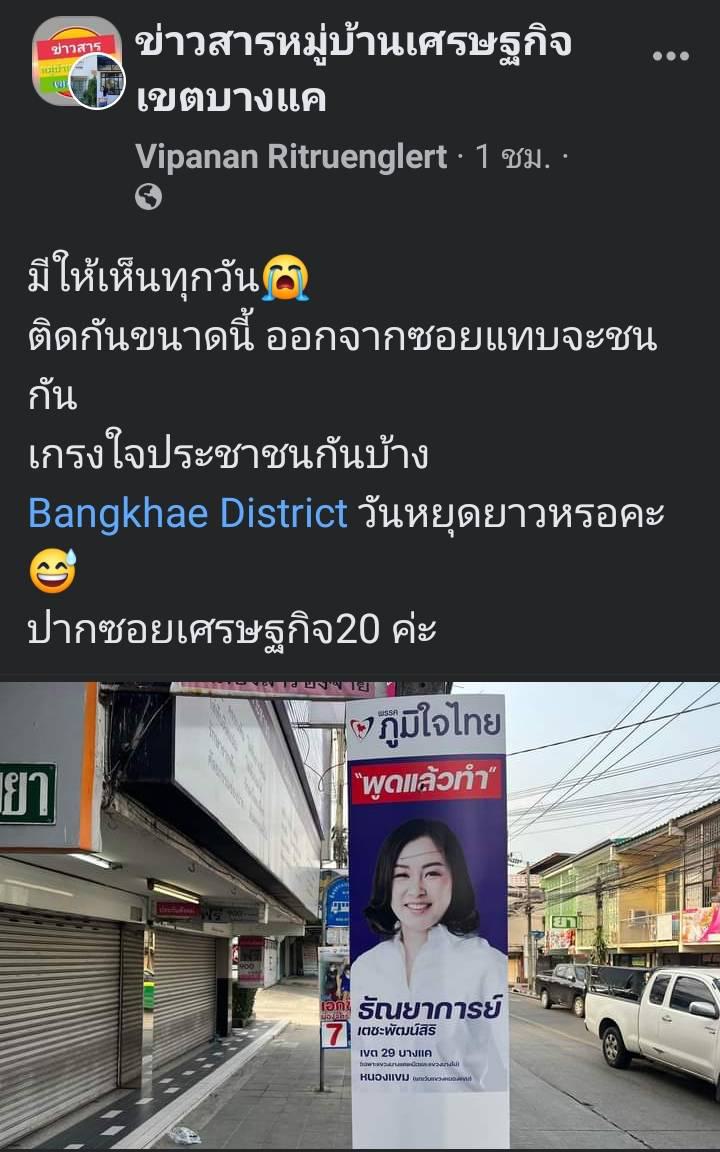 ข่าวสารหมู่บ้านเศรษฐกิจ
เขตบางแค
Vipanan Ritruenglert · 1 ชม. ·
มีให้เห็นทุกวัน😭
ติดกันขนาดนี้ ออกจากซอยแทบจะชน
กัน
เกรงใจประชาชนกันบ้าง
Bangkhae District วันหยุดยาวหรอคะ
😅
ปากซอยเศรษฐกิจ20 ค่ะ
พรรค
ภูมิใจไทย
"พูดแล้วทำ"
ธัณยาการย์
เตชะพัฒน์สิริ
เขต 29 บางแค
หนองแขม
7
ยา